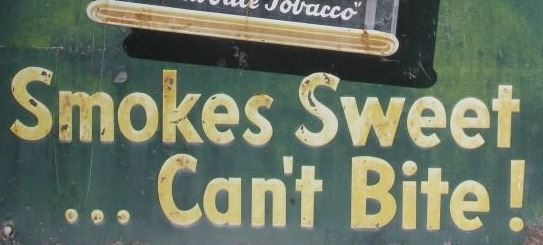 Tobacco"
Smokes Sweet
... Can't Bite!